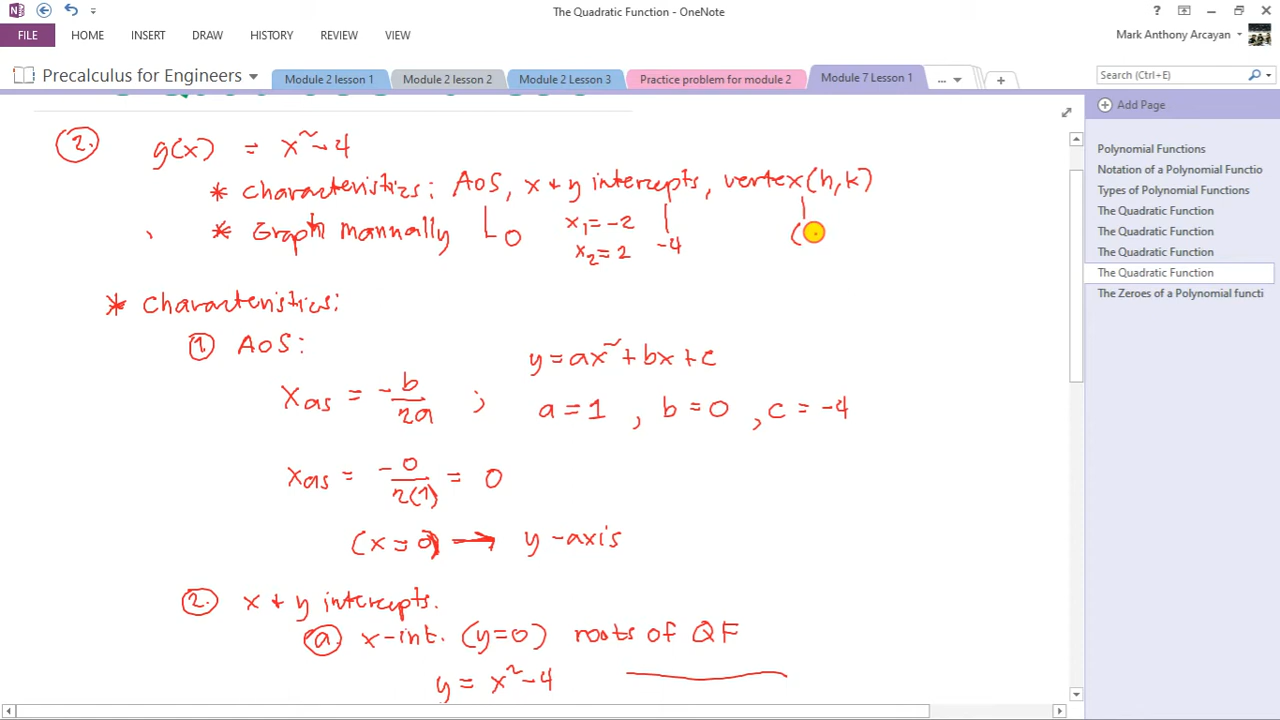 The Quadratic Function - OneNote
FILE HOME INSERT DRAW HISTORY REVIEW VIEW
Mark Anthony Arcayan
Precalculus for Engineers
Module 2 lesson 1 Module 2 lesson 2 Module 2 Lesson 3 Practice problem for module 2 Module 7 Lesson 1 ...
Search (Ctrl+E)
Add Page
Polynomial Functions
Notation of a Polynomial Functio
Types of Polynomial Functions
The Quadratic Function
The Quadratic Function
The Quadratic Function
The Quadratic Function
The Zeroes of a Polynomial functi
2. g(x) = x² - 4
* characteristics: AoS, x + y intercepts, vertex (h, k)
* Graph mannally
0
x₁ = -2
x₂ = 2
-4
(
* characteristics:
1. AoS:
y = ax² + bx + c
x_as = -b/2a ; a = 1 , b = 0 , c = -4
x_as = -0/2(1) = 0
(x = 0) → y-axis
2. x + y intercepts.
a. x-int. (y=0) roots of QF
y = x² - 4